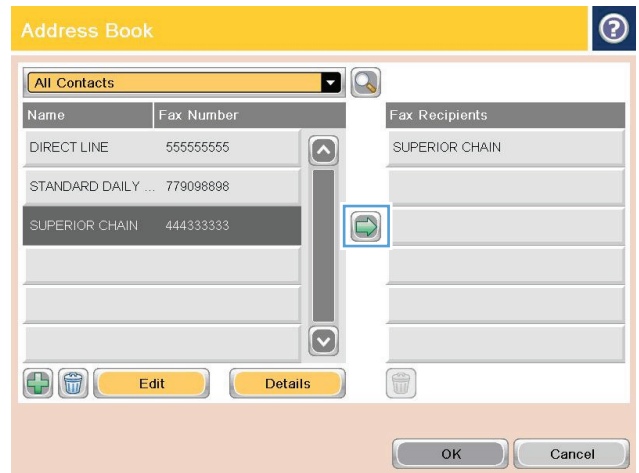 Address Book
All Contacts
Name Fax Number Fax Recipients
DIRECT LINE 555555555 SUPERIOR CHAIN
STANDARD DAILY ... 779098898
SUPERIOR CHAIN 444333333
Edit Details
OK Cancel